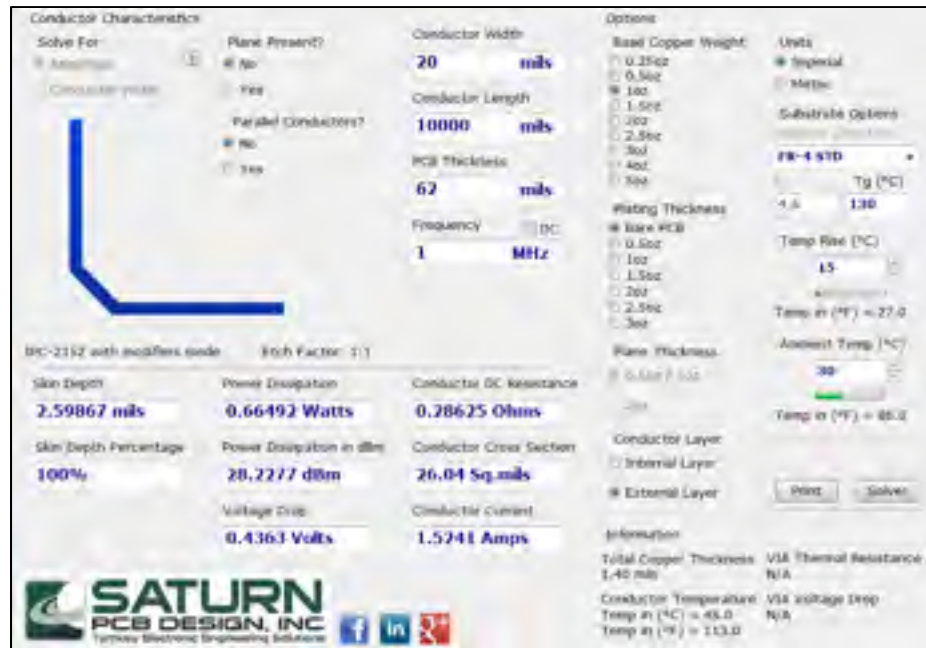 Conductor Characteristics
Solve For
Amperage
Conductor Width
Plane Present?
No
Yes
Parallel Conductors?
No
Yes
Conductor Width
20 mils
Conductor Length
10000 mils
PCB Thickness
62 mils
Frequency DC
1 MHz
IPC-2152 with modifiers mode Etch Factor: 1:1
Skin Depth
2.59867 mils
Skin Depth Percentage
100%
Power Dissipation
0.66492 Watts
Power Dissipation in dBm
28.2277 dBm
Voltage Drop
0.4363 Volts
Conductor DC Resistance
0.28625 Ohms
Conductor Cross Section
26.04 Sq.mils
Conductor Current
1.5241 Amps
Options
Base Copper Weight
0.25oz
0.5oz
1oz
1.5oz
2oz
2.5oz
3oz
4oz
5oz
Plating Thickness
Bare PCB
0.5oz
1oz
1.5oz
2oz
2.5oz
3oz
Plane Thickness
Conductor Layer
Internal Layer
External Layer
Units
Imperial
Metric
Substrate Options
FR-4 STD
Tg (°C)
4.6 130
Temp Rise (°C)
15
Temp in (°F) = 27.0
Ambient Temp (°C)
30
Temp in (°F) = 86.0
Print Solve!
Information
Total Copper Thickness
1.40 mils
VIA Thermal Resistance
N/A
Conductor Temperature
Temp in (°C) = 45.0
Temp in (°F) = 113.0
VIA Voltage Drop
N/A
SATURN
PCB DESIGN, INC
Turnkey Electronic Engineering Solutions
f in g+